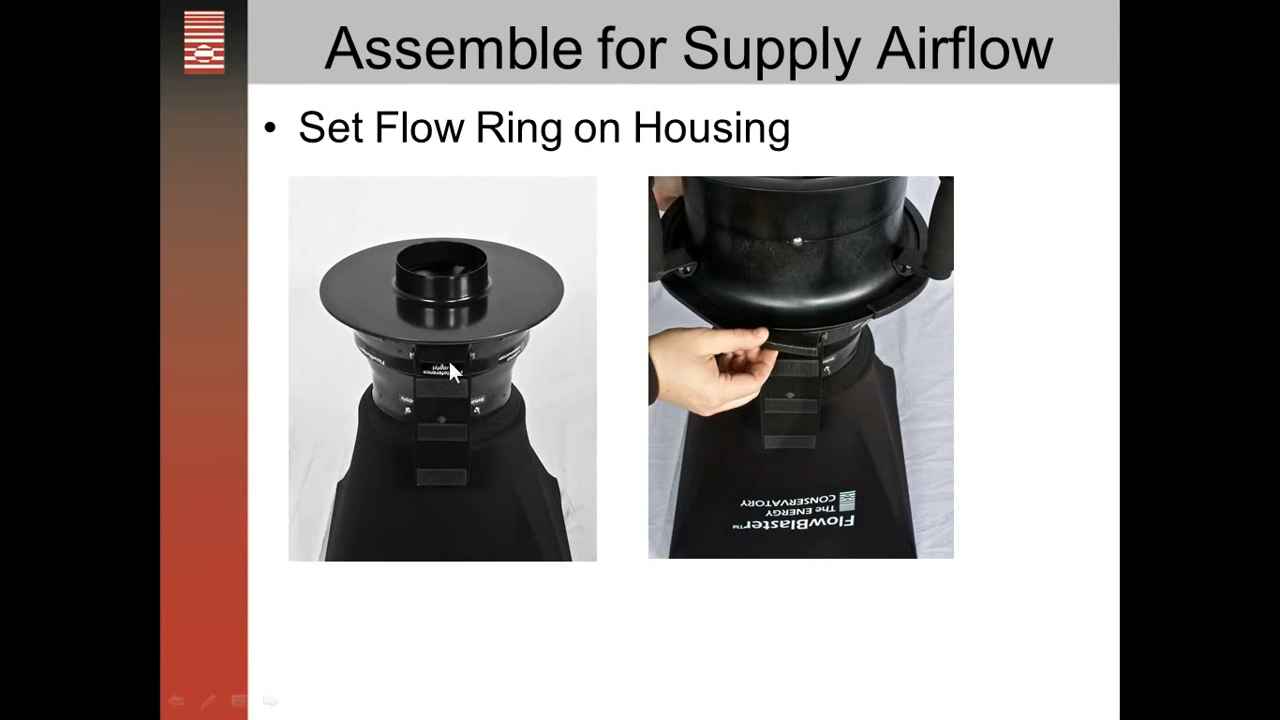 Assemble for Supply Airflow
• Set Flow Ring on Housing
FlowBlaster™
The ENERGY
CONSERVATORY